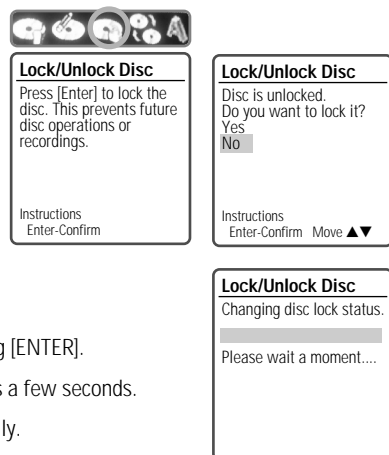 Lock/Unlock Disc
Press [Enter] to lock the
disc. This prevents future
disc operations or
recordings.
Instructions
Enter-Confirm
Lock/Unlock Disc
Disc is unlocked.
Do you want to lock it?
Yes
No
Instructions
Enter-Confirm Move ▲▼
Lock/Unlock Disc
Changing disc lock status.
Please wait a moment....
g [ENTER].
s a few seconds.
ly.